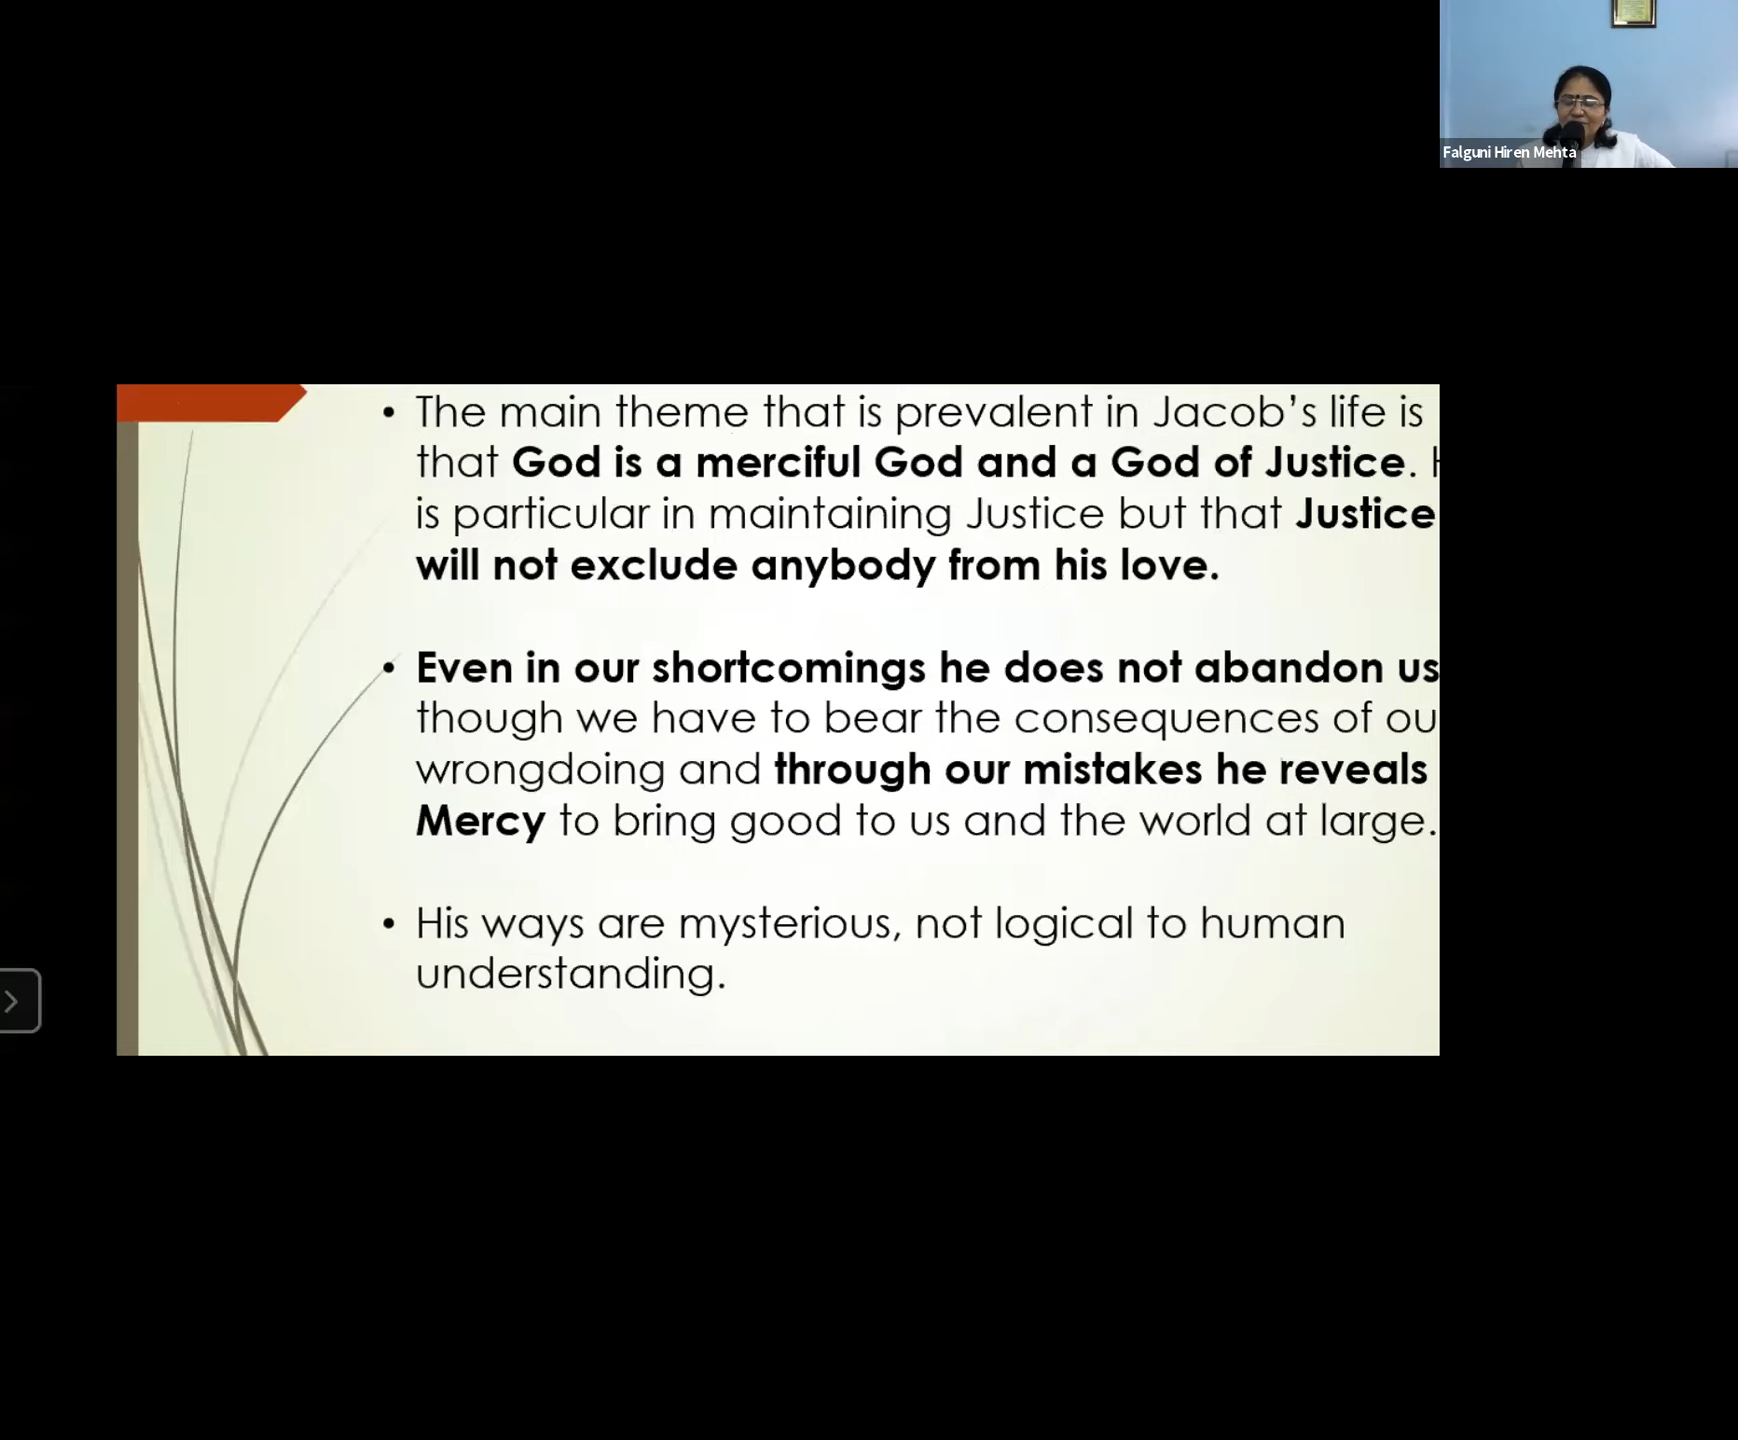 Falguni Hiren Mehta
• The main theme that is prevalent in Jacob’s life is
that God is a merciful God and a God of Justice.
is particular in maintaining Justice but that Justice
will not exclude anybody from his love.
• Even in our shortcomings he does not abandon us
though we have to bear the consequences of ou
wrongdoing and through our mistakes he reveals
Mercy to bring good to us and the world at large.
• His ways are mysterious, not logical to human
understanding.